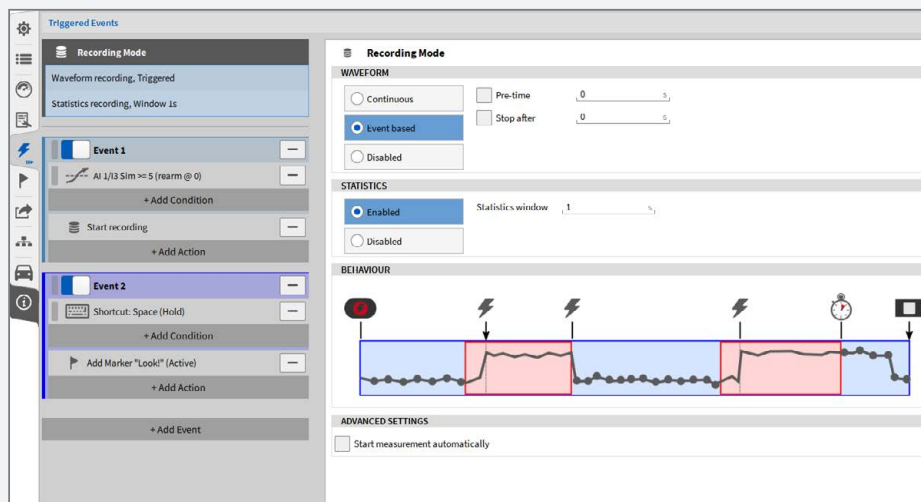 Triggered Events
Recording Mode
Waveform recording, Triggered
Statistics recording, Window 1s
Event 1
AI 1/I3 Sim >= 5 (rearm @ 0)
+ Add Condition
Start recording
+ Add Action
Event 2
Shortcut: Space (Hold)
+ Add Condition
Add Marker "Look!" (Active)
+ Add Action
+ Add Event
Recording Mode
WAVEFORM
Continuous
Event based
Disabled
Pre-time 0 s
Stop after 0 s
STATISTICS
Enabled
Disabled
Statistics window 1 s
BEHAVIOUR
ADVANCED SETTINGS
Start measurement automatically